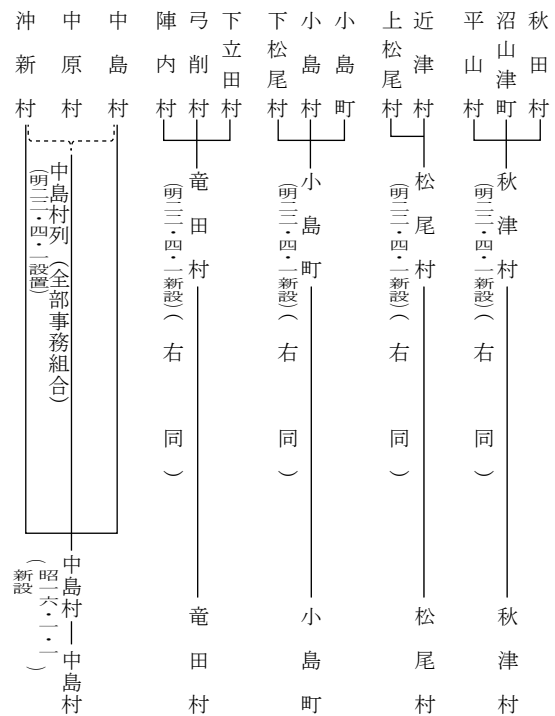 秋田村
沼山津町
平山村
秋津村
(明二二・四・一新設)
(右同)
秋津村
近津村
上松尾村
松尾村
(明二二・四・一新設)
(右同)
松尾村
小島町
小島村
下松尾村
小島町
(明二二・四・一新設)
(右同)
小島町
下立田村
弓削村
陣内村
竜田村
(明二二・四・一新設)
(右同)
竜田村
中島村
中原村
沖新村
中島村列(全部事務組合)
(明二二・四・一設置)
中島村
(昭一六・一・一新設)
中島村